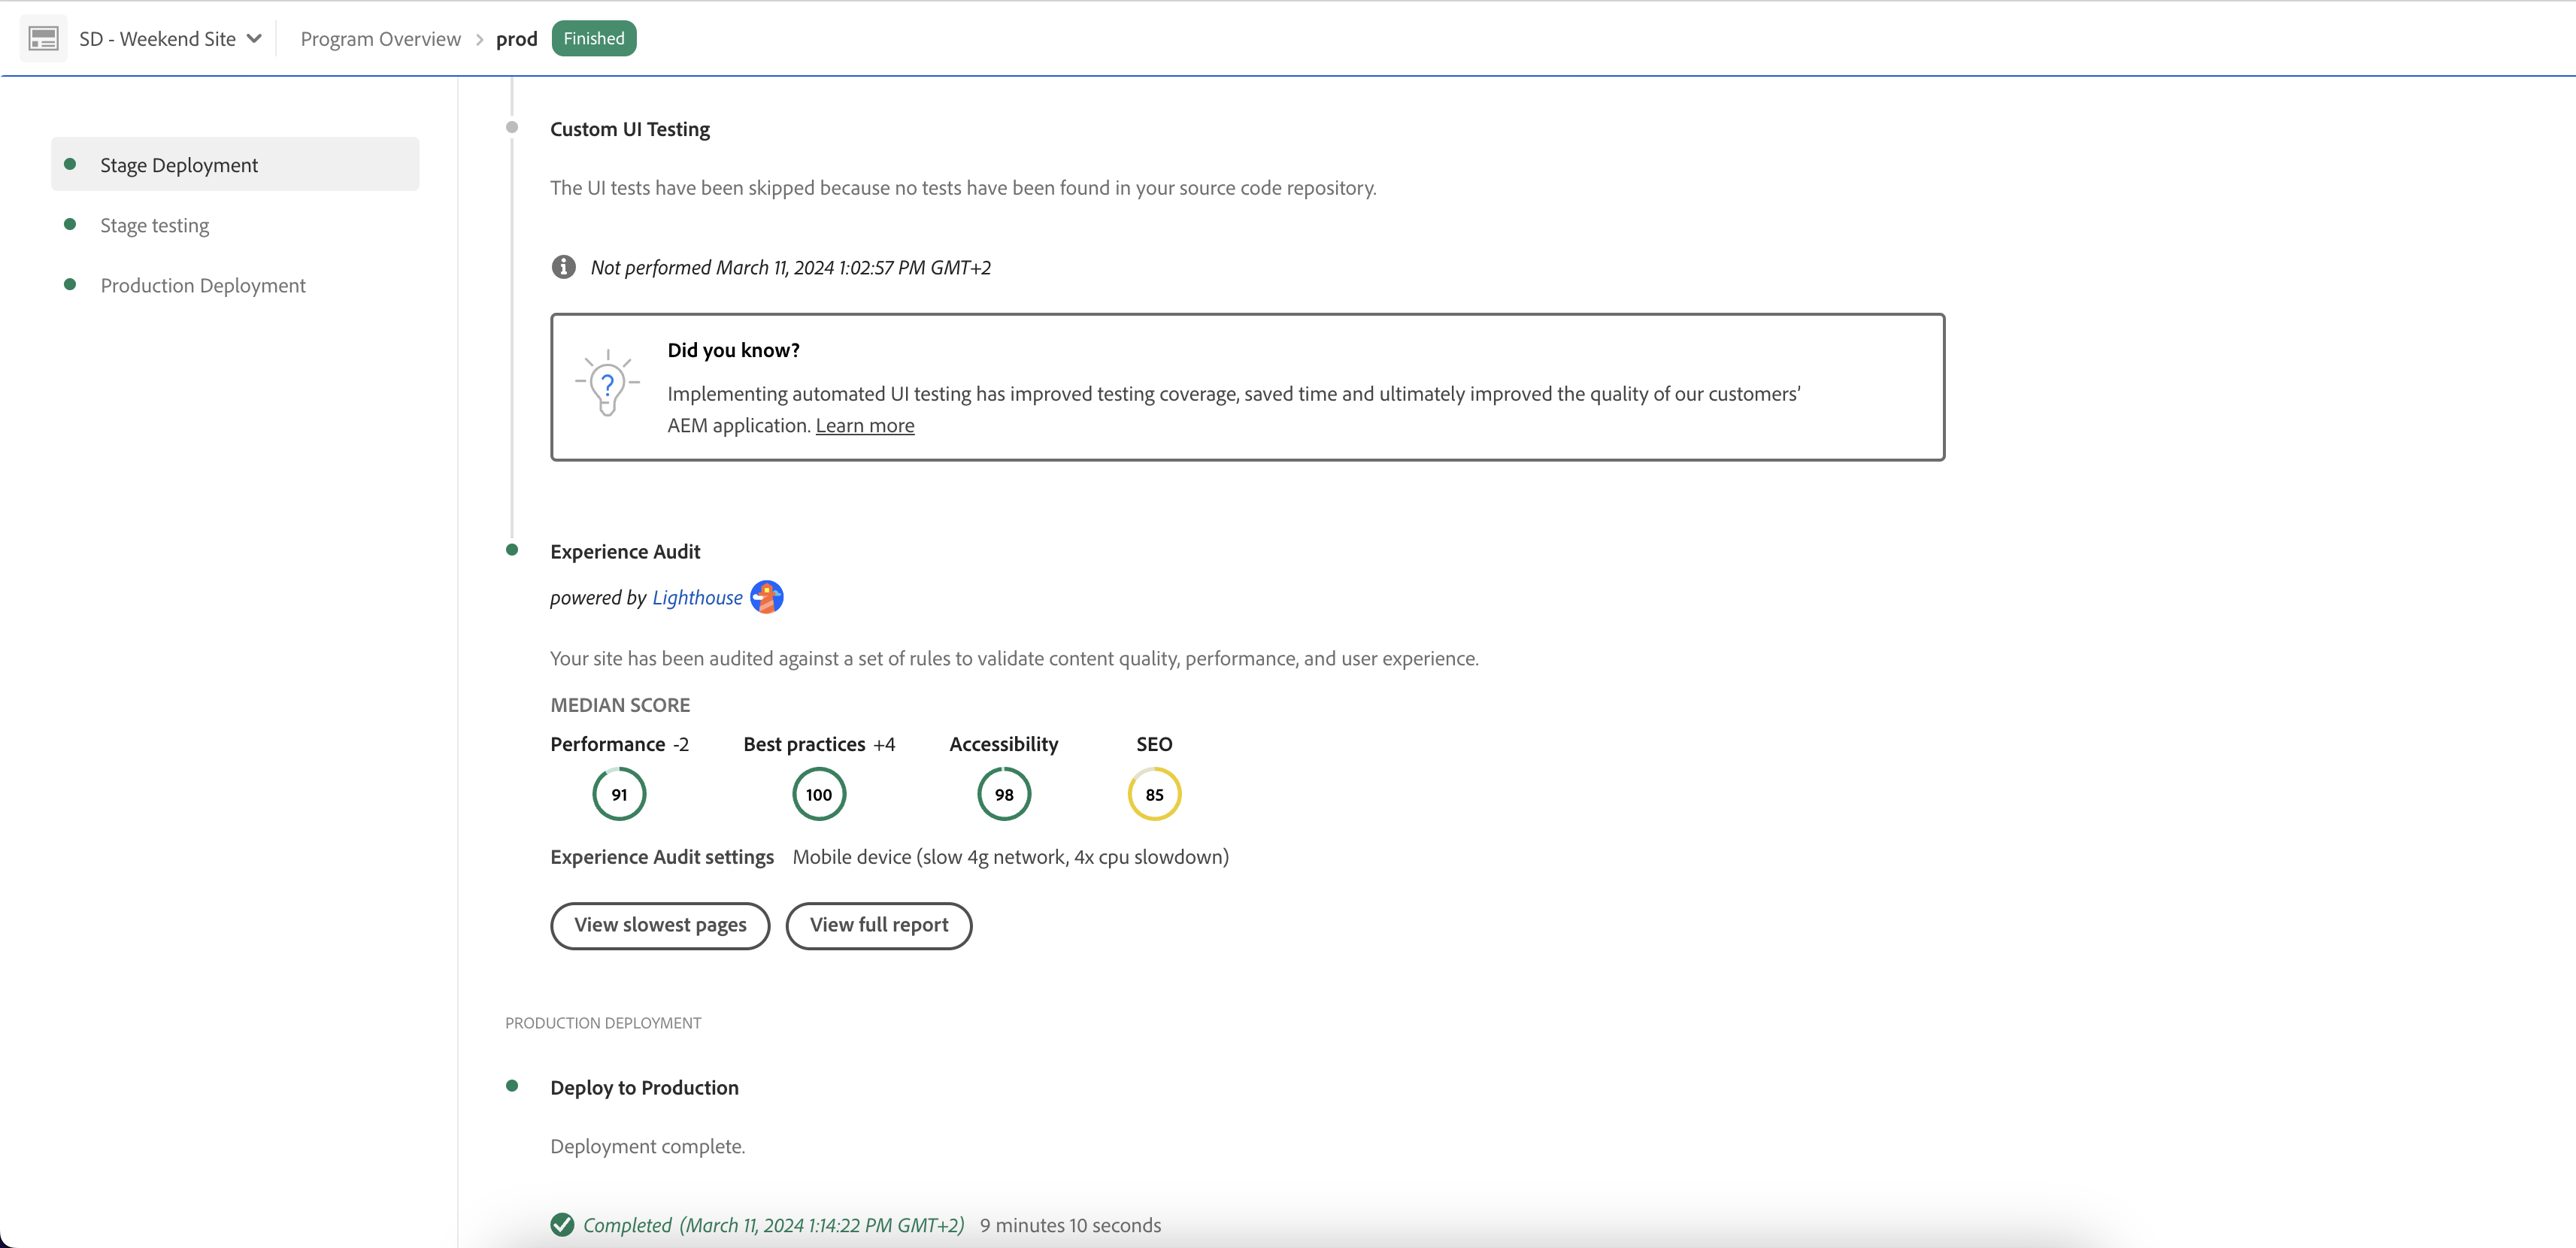 SD - Weekend Site
Program Overview > prod
Finished
Stage Deployment
Stage testing
Production Deployment
Custom UI Testing
The UI tests have been skipped because no tests have been found in your source code repository.
Not performed March 11, 2024 1:02:57 PM GMT+2
Did you know?
Implementing automated UI testing has improved testing coverage, saved time and ultimately improved the quality of our customers’
AEM application. Learn more
Experience Audit
powered by Lighthouse
Your site has been audited against a set of rules to validate content quality, performance, and user experience.
MEDIAN SCORE
Performance -2 Best practices +4 Accessibility SEO
91 100 98 85
Experience Audit settings Mobile device (slow 4g network, 4x cpu slowdown)
View slowest pages View full report
PRODUCTION DEPLOYMENT
Deploy to Production
Deployment complete.
Completed (March 11, 2024 1:14:22 PM GMT+2) 9 minutes 10 seconds